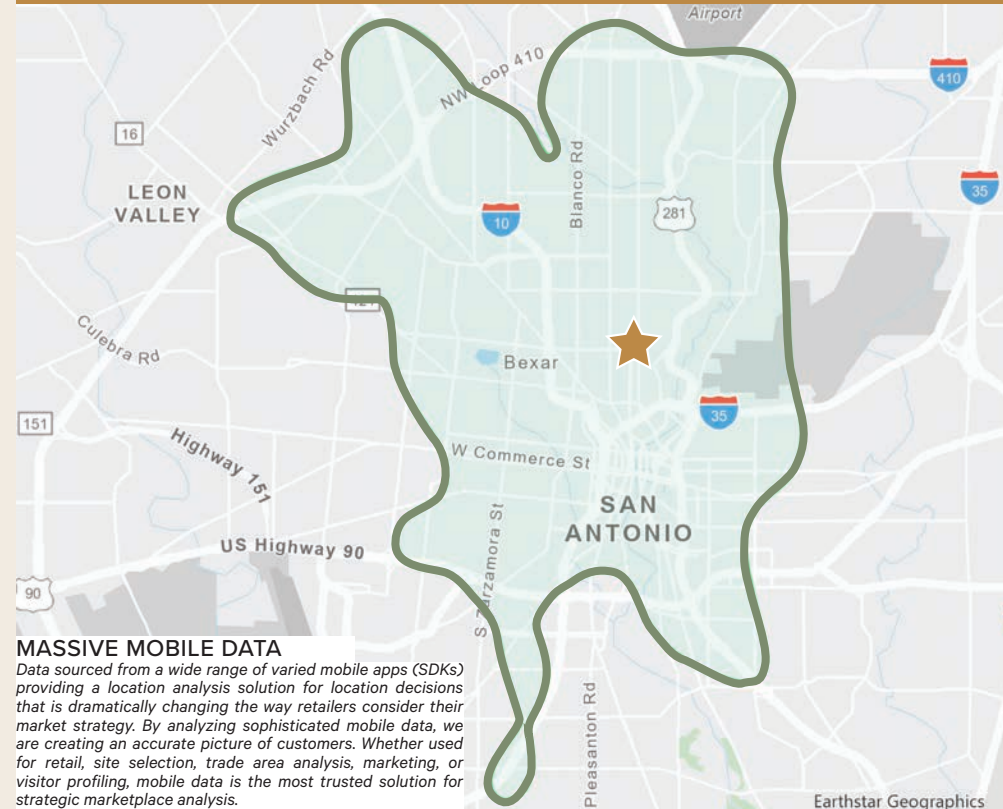 Airport
NW Loop 410
410
Wurzbach Rd
16
35
LEON
VALLEY
Blanco Rd
281
10
421
Culebra Rd
Bexar
35
151
Highway 151
W Commerce St
SAN
ANTONIO
US Highway 90
S Zarzamora St
90
MASSIVE MOBILE DATA
Data sourced from a wide range of varied mobile apps (SDKs)
providing a location analysis solution for location decisions
that is dramatically changing the way retailers consider their
market strategy. By analyzing sophisticated mobile data, we
are creating an accurate picture of customers. Whether used
for retail, site selection, trade area analysis, marketing, or
visitor profiling, mobile data is the most trusted solution for
strategic marketplace analysis.
Pleasanton Rd
Earthstar Geographics